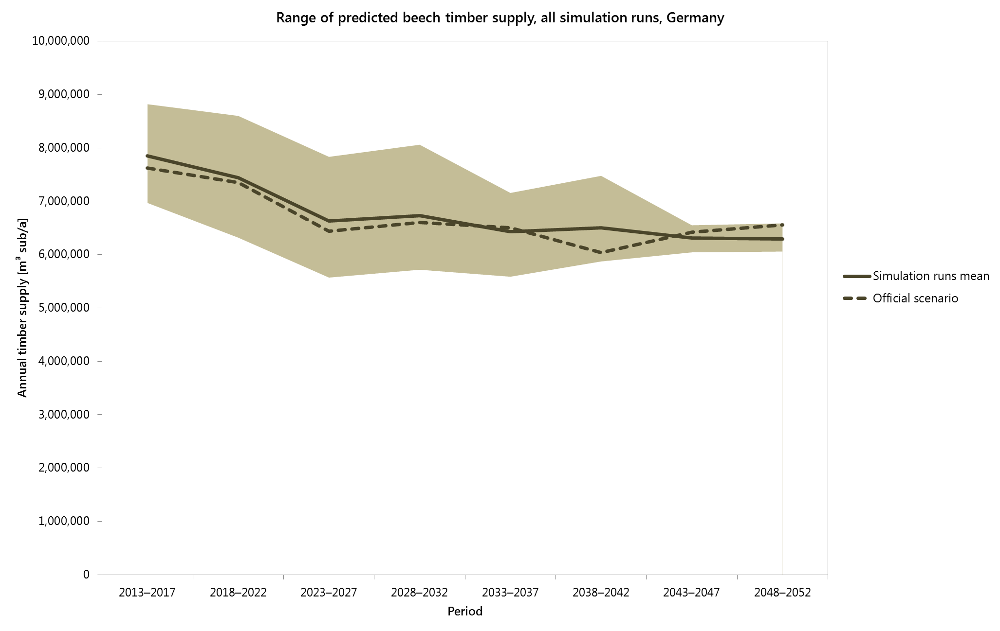 Range of predicted beech timber supply, all simulation runs, Germany
10,000,000
9,000,000
8,000,000
7,000,000
6,000,000
5,000,000
4,000,000
3,000,000
2,000,000
1,000,000
0
Annual timber supply [m³ sub/a]
2013–2017 2018–2022 2023–2027 2028–2032 2033–2037 2038–2042 2043–2047 2048–2052
Period
Simulation runs mean
Official scenario